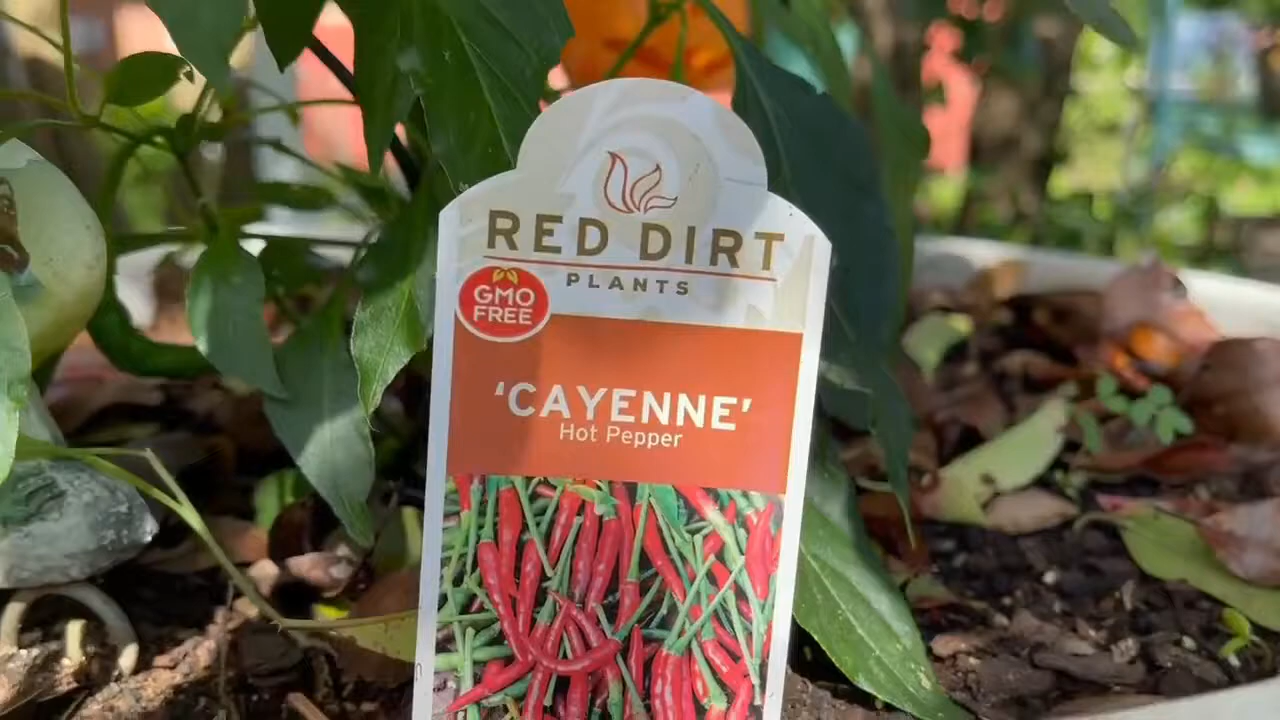 RED DIRT
PLANTS
GMO
FREE
‘CAYENNE’
Hot Pepper